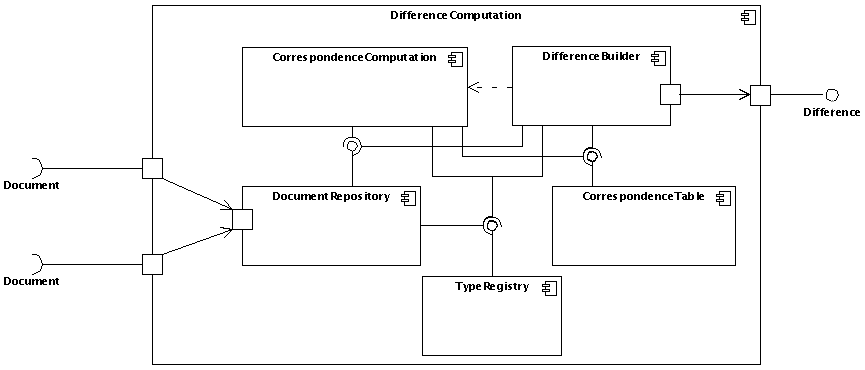 Difference Computation
CorrespondenceComputation
DifferenceBuilder
Difference
Document
DocumentRepository
CorrespondenceTable
Document
TypeRegistry